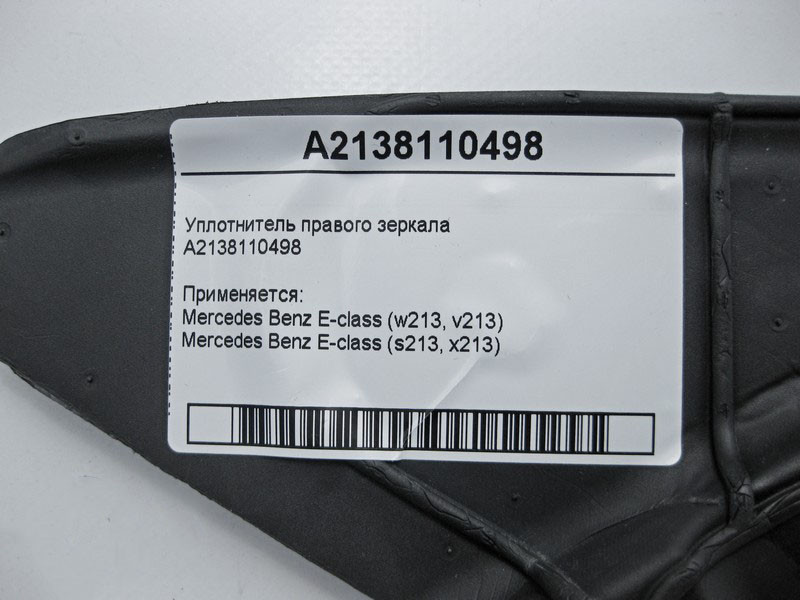 A2138110498
Уплотнитель правого зеркала
A2138110498
Применяется:
Mercedes Benz E-class (w213, v213)
Mercedes Benz E-class (s213, x213)